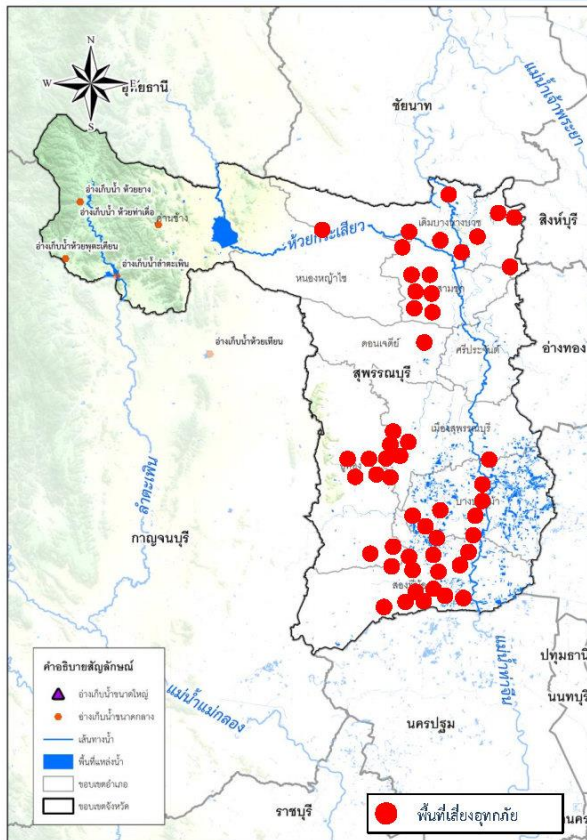 N
W
E
S
อุทัยธานี
ชัยนาท
แม่น้ำเจ้าพระยา
อ่างเก็บน้ำ ห้วยยาง
อ่างเก็บน้ำ ห้วยท่าเดื่อ
ด่านช้าง
เดิมบางนางบวช
สิงห์บุรี
ห้วยกระเสียว
อ่างเก็บน้ำห้วยพุตะเคียน
อ่างเก็บน้ำลำตะเพิน
หนองหญ้าไซ
สามชุก
ดอนเจดีย์
ศรีประจันต์
อ่างทอง
อ่างเก็บน้ำห้วยเทียน
สุพรรณบุรี
เมืองสุพรรณบุรี
ลำตะเพิน
กาญจนบุรี
แม่น้ำท่าจีน
แม่น้ำแม่กลอง
ปทุมธานี
นนทบุรี
นครปฐม
ราชบุรี
คำอธิบายสัญลักษณ์
อ่างเก็บน้ำขนาดใหญ่
อ่างเก็บน้ำขนาดกลาง
เส้นทางน้ำ
พื้นที่แหล่งน้ำ
ขอบเขตอำเภอ
ขอบเขตจังหวัด
พื้นที่เสี่ยงอุทกภัย